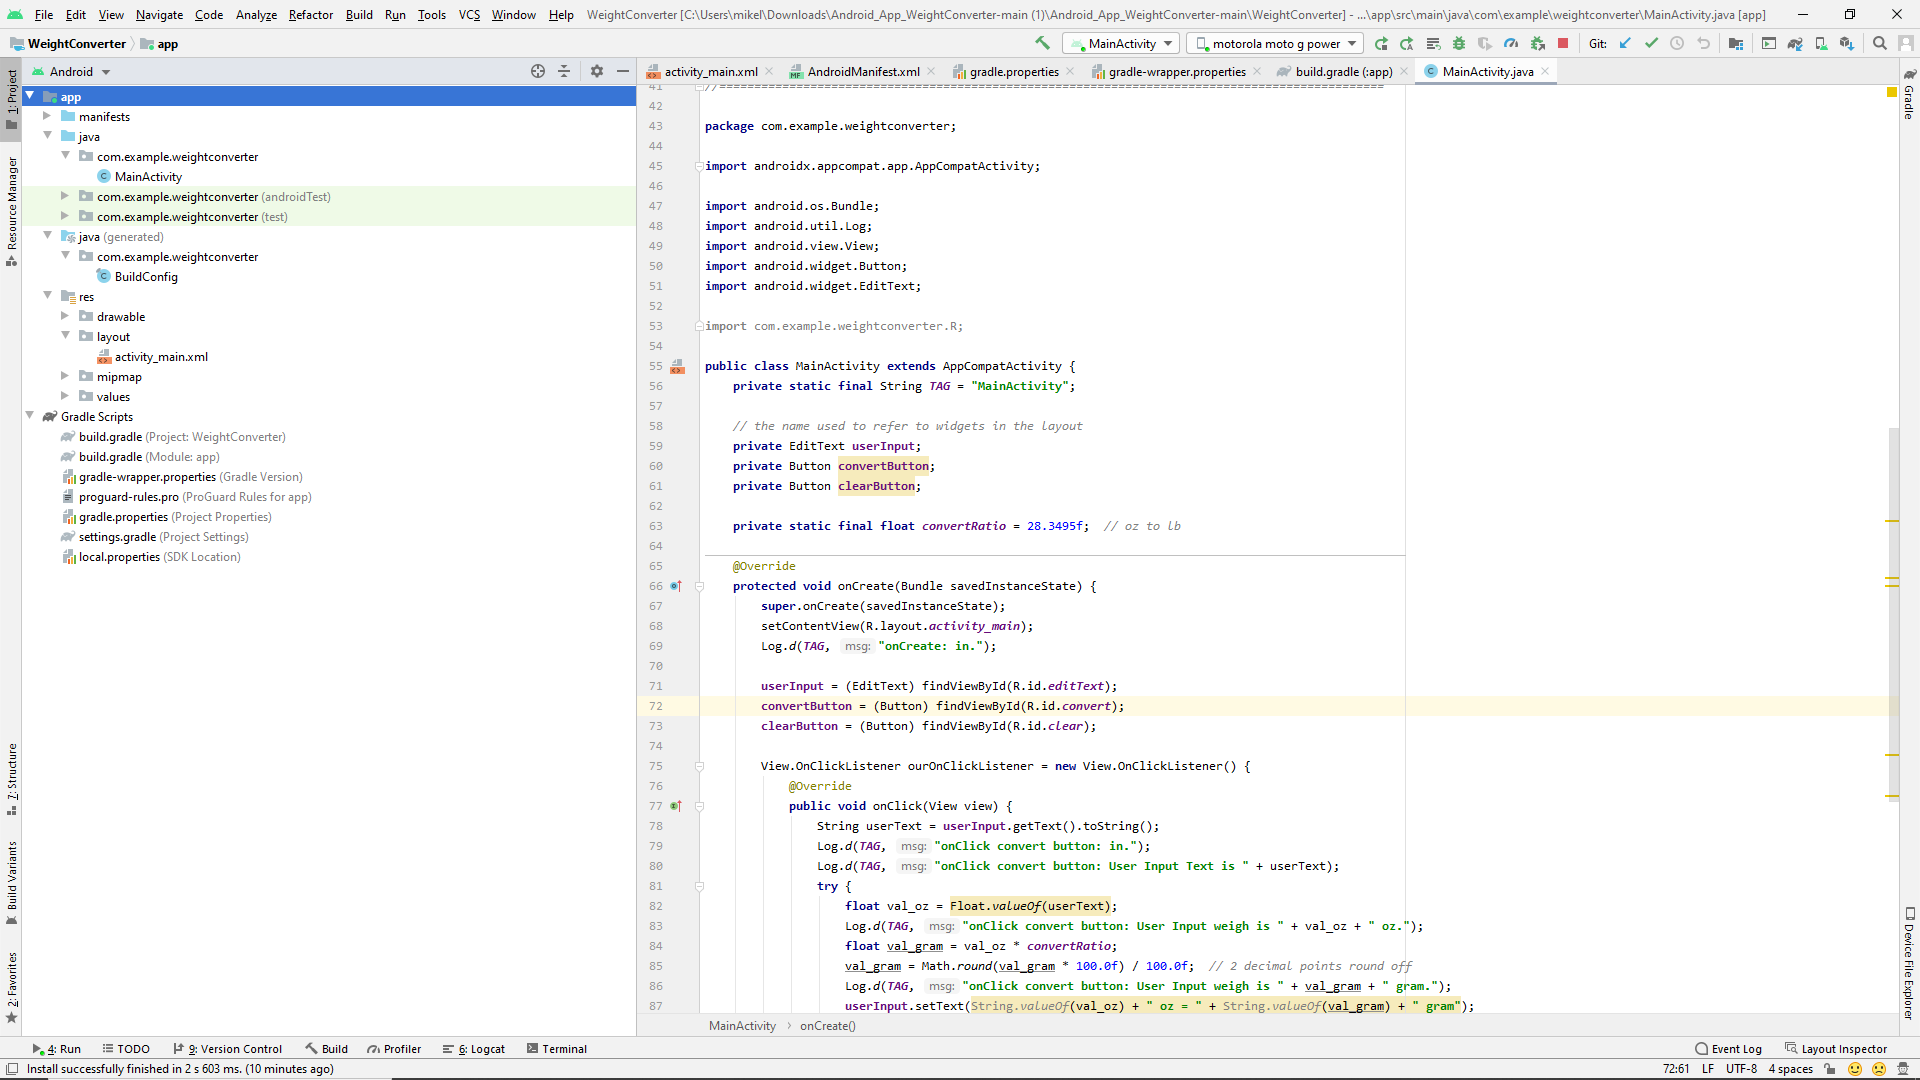 File Edit View Navigate Code Analyze Refactor Build Run Tools VCS Window Help WeightConverter [C:\Users\mikel\Downloads\Android_App_WeightConverter-main (1)\Android_App_WeightConverter-main\WeightConverter] - ...\app\src\main\java\com\example\weightconverter\MainActivity.java [app]
WeightConverter app MainActivity motorola moto g power Git:
Android
activity_main.xml AndroidManifest.xml gradle.properties gradle-wrapper.properties build.gradle (:app) MainActivity.java
1: Project
Resource Manager
7: Structure
Build Variants
2: Favorites
app
manifests
java
com.example.weightconverter
MainActivity
com.example.weightconverter (androidTest)
com.example.weightconverter (test)
java (generated)
com.example.weightconverter
BuildConfig
res
drawable
layout
activity_main.xml
mipmap
values
Gradle Scripts
build.gradle (Project: WeightConverter)
build.gradle (Module: app)
gradle-wrapper.properties (Gradle Version)
proguard-rules.pro (ProGuard Rules for app)
gradle.properties (Project Properties)
settings.gradle (Project Settings)
local.properties (SDK Location)
41
42
43 package com.example.weightconverter;
44
45 import androidx.appcompat.app.AppCompatActivity;
46
47 import android.os.Bundle;
48 import android.util.Log;
49 import android.view.View;
50 import android.widget.Button;
51 import android.widget.EditText;
52
53 import com.example.weightconverter.R;
54
55 public class MainActivity extends AppCompatActivity {
56 private static final String TAG = "MainActivity";
57
58 // the name used to refer to widgets in the layout
59 private EditText userInput;
60 private Button convertButton;
61 private Button clearButton;
62
63 private static final float convertRatio = 28.3495f; // oz to lb
64
65 @Override
66 protected void onCreate(Bundle savedInstanceState) {
67 super.onCreate(savedInstanceState);
68 setContentView(R.layout.activity_main);
69 Log.d(TAG, msg: "onCreate: in.");
70
71 userInput = (EditText) findViewById(R.id.editText);
72 convertButton = (Button) findViewById(R.id.convert);
73 clearButton = (Button) findViewById(R.id.clear);
74
75 View.OnClickListener ourOnClickListener = new View.OnClickListener() {
76 @Override
77 public void onClick(View view) {
78 String userText = userInput.getText().toString();
79 Log.d(TAG, msg: "onClick convert button: in.");
80 Log.d(TAG, msg: "onClick convert button: User Input Text is " + userText);
81 try {
82 float val_oz = Float.valueOf(userText);
83 Log.d(TAG, msg: "onClick convert button: User Input weigh is " + val_oz + " oz.");
84 float val_gram = val_oz * convertRatio;
85 val_gram = Math.round(val_gram * 100.0f) / 100.0f; // 2 decimal points round off
86 Log.d(TAG, msg: "onClick convert button: User Input weigh is " + val_gram + " gram.");
87 userInput.setText(String.valueOf(val_oz) + " oz = " + String.valueOf(val_gram) + " gram");
MainActivity onCreate()
Gradle
Device File Explorer
4: Run TODO 9: Version Control Build Profiler 6: Logcat Terminal Event Log Layout Inspector
Install successfully finished in 2 s 603 ms. (10 minutes ago) 72:61 LF UTF-8 4 spaces